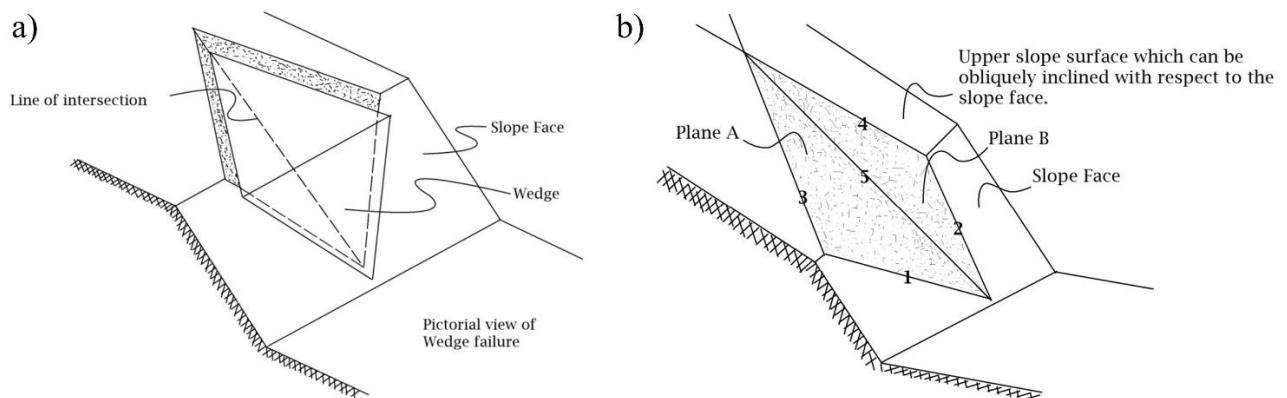 a)
Line of intersection
Slope Face
Wedge
Pictorial view of
Wedge failure
b)
Upper slope surface which can be
obliquely inclined with respect to the
slope face.
Plane A
4
Plane B
5
Slope Face
3
2
1